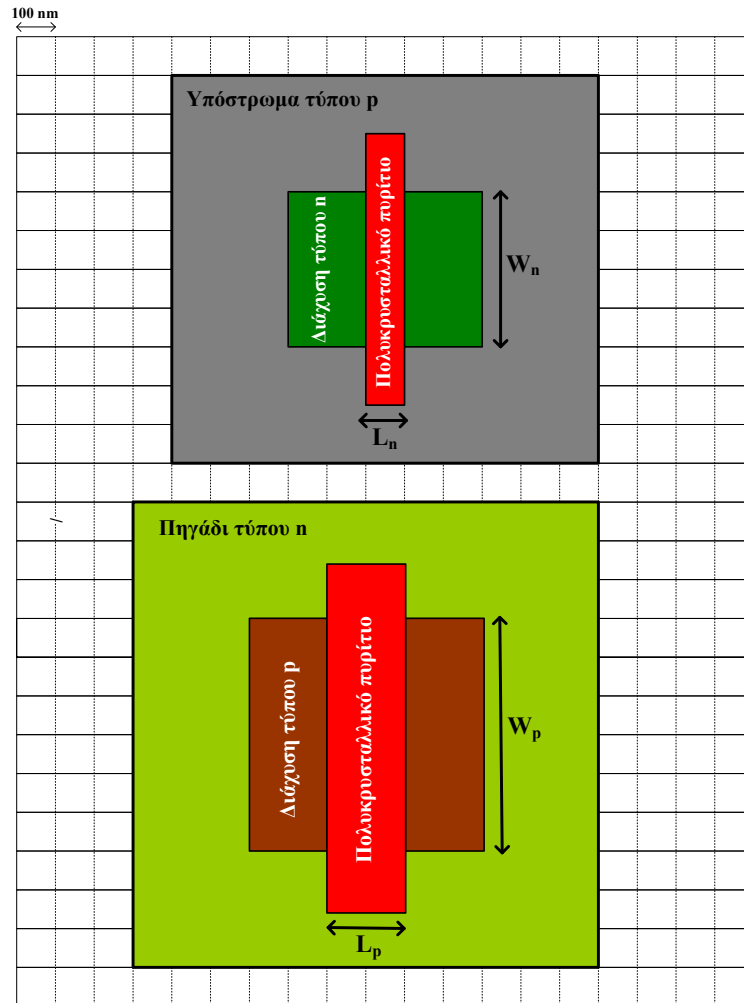 100 nm
Υπόστρωμα τύπου p
Διάχυση τύπου n
Πολυκρυσταλλικό πυρίτιο
Wn
Ln
Πηγάδι τύπου n
Διάχυση τύπου p
Πολυκρυσταλλικό πυρίτιο
Wp
Lp